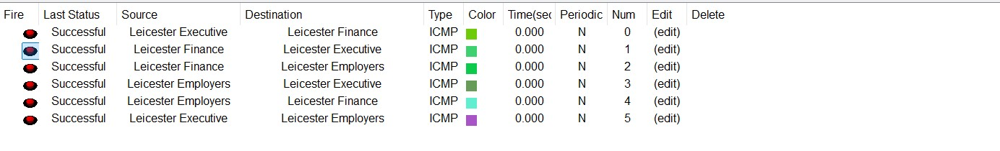 Fire Last Status Source Destination Type Color Time(sec Periodic Num Edit Delete
Successful Leicester Executive Leicester Finance ICMP 0.000 N 0 (edit)
Successful Leicester Finance Leicester Executive ICMP 0.000 N 1 (edit)
Successful Leicester Finance Leicester Employers ICMP 0.000 N 2 (edit)
Successful Leicester Employers Leicester Executive ICMP 0.000 N 3 (edit)
Successful Leicester Employers Leicester Finance ICMP 0.000 N 4 (edit)
Successful Leicester Executive Leicester Employers ICMP 0.000 N 5 (edit)